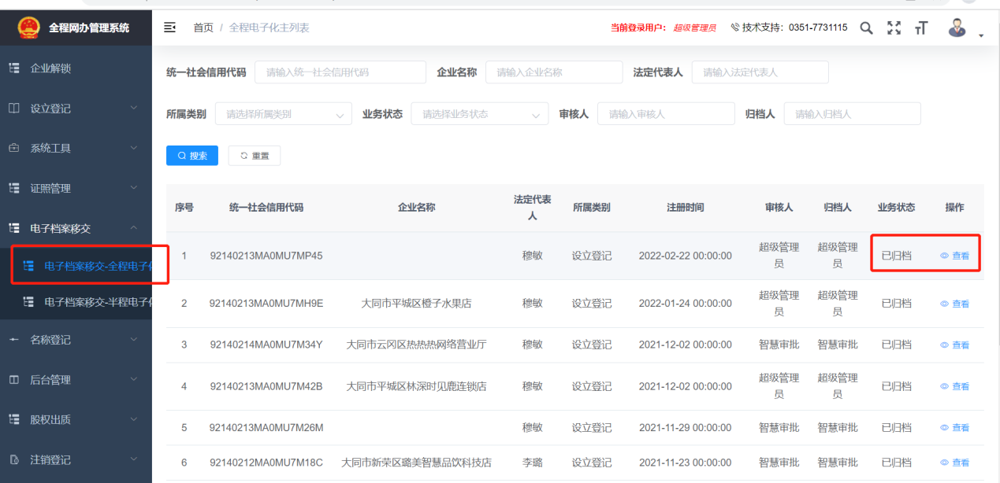 全程网办管理系统
首页 / 全程电子化主列表
当前登录用户： 超级管理员
技术支持：0351-7731115
企业解锁
设立登记
系统工具
证照管理
电子档案移交
电子档案移交-全程电子
电子档案移交-半程电子
名称登记
后台管理
股权出质
注销登记
统一社会信用代码 请输入统一社会信用代码 企业名称 请输入企业名称 法定代表人 请输入法定代表人
所属类别 请选择所属类别 业务状态 请选择业务状态 审核人 请输入审核人 归档人 请输入归档人
搜索 重置
序号 统一社会信用代码 企业名称 法定代表人 所属类别 注册时间 审核人 归档人 业务状态 操作
1 92140213MA0MU7MP45 穆敏 设立登记 2022-02-22 00:00:00 超级管理员 超级管理员 已归档 查看
2 92140213MA0MU7MH9E 大同市平城区橙子水果店 穆敏 设立登记 2022-01-24 00:00:00 超级管理员 超级管理员 已归档 查看
3 92140214MA0MU7M34Y 大同市云冈区热热热网络营业厅 穆敏 设立登记 2021-12-02 00:00:00 智慧审批 智慧审批 已归档 查看
4 92140213MA0MU7M42B 大同市平城区林深时见鹿连锁店 穆敏 设立登记 2021-12-02 00:00:00 超级管理员 超级管理员 已归档 查看
5 92140213MA0MU7M26M 穆敏 设立登记 2021-11-29 00:00:00 智慧审批 智慧审批 已归档 查看
6 92140212MA0MU7M18C 大同市新荣区璐美智慧品饮科技店 李璐 设立登记 2021-11-23 00:00:00 智慧审批 智慧审批 已归档 查看